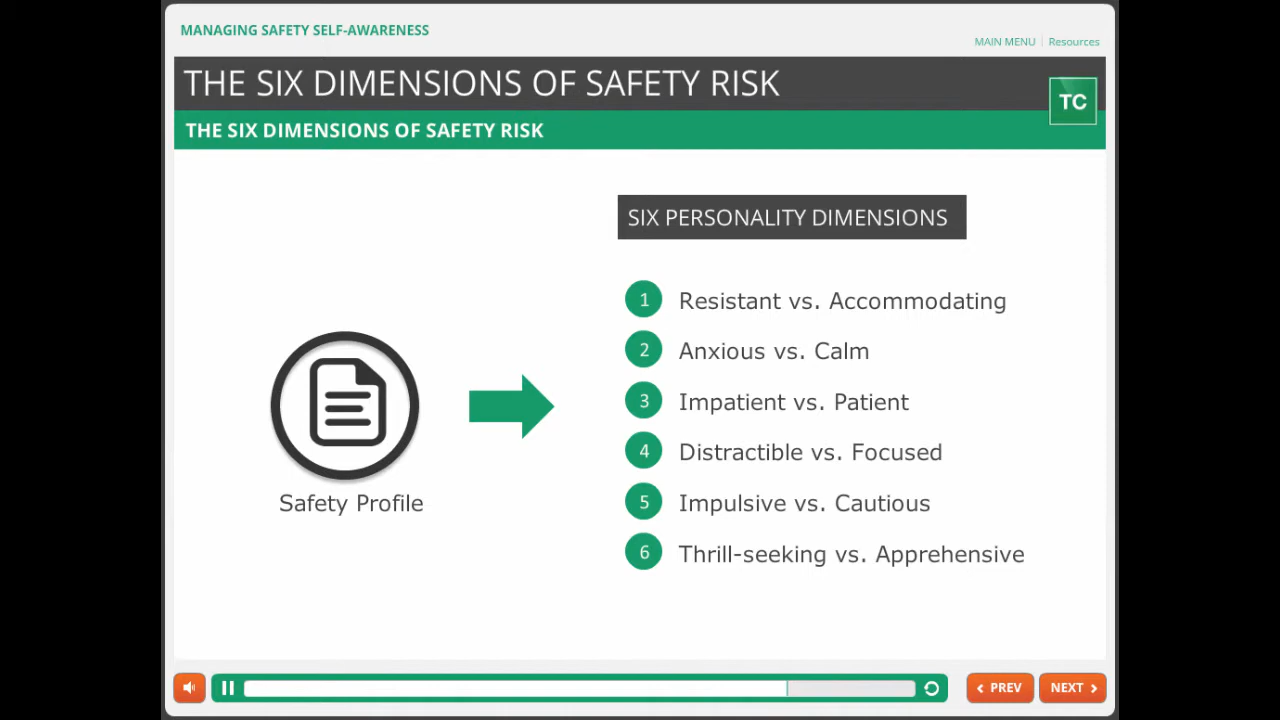 MANAGING SAFETY SELF-AWARENESS
MAIN MENU | Resources
THE SIX DIMENSIONS OF SAFETY RISK
TC
THE SIX DIMENSIONS OF SAFETY RISK
SIX PERSONALITY DIMENSIONS
1 Resistant vs. Accommodating
2 Anxious vs. Calm
3 Impatient vs. Patient
4 Distractible vs. Focused
5 Impulsive vs. Cautious
6 Thrill-seeking vs. Apprehensive
Safety Profile
PREV
NEXT